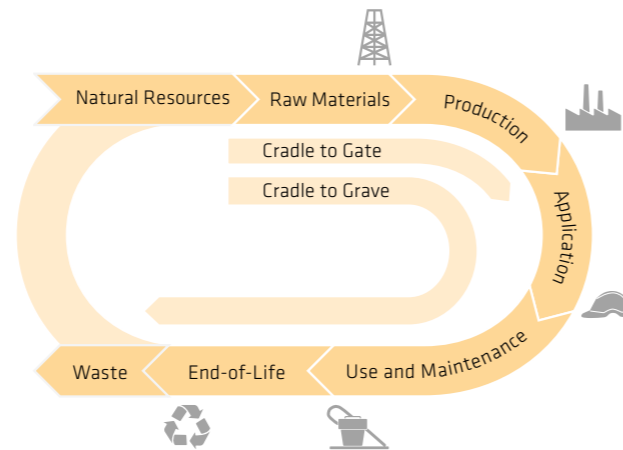 Natural Resources
Raw Materials
Production
Cradle to Gate
Cradle to Grave
Application
Use and Maintenance
End-of-Life
Waste